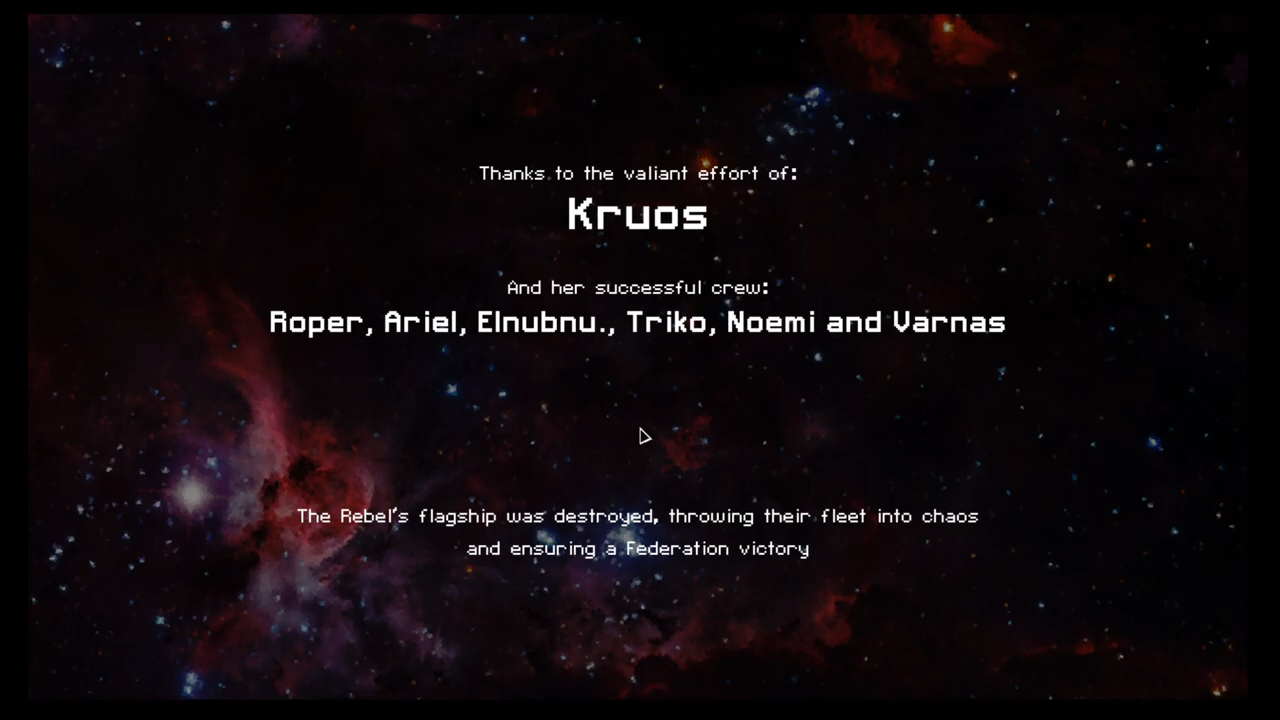 Thanks to the valiant effort of:
Kruos
And her successful crew:
Roper, Ariel, Elnubnu., Triko, Noemi and Varnas
The Rebel's flagship was destroyed, throwing their fleet into chaos
and ensuring a Federation victory